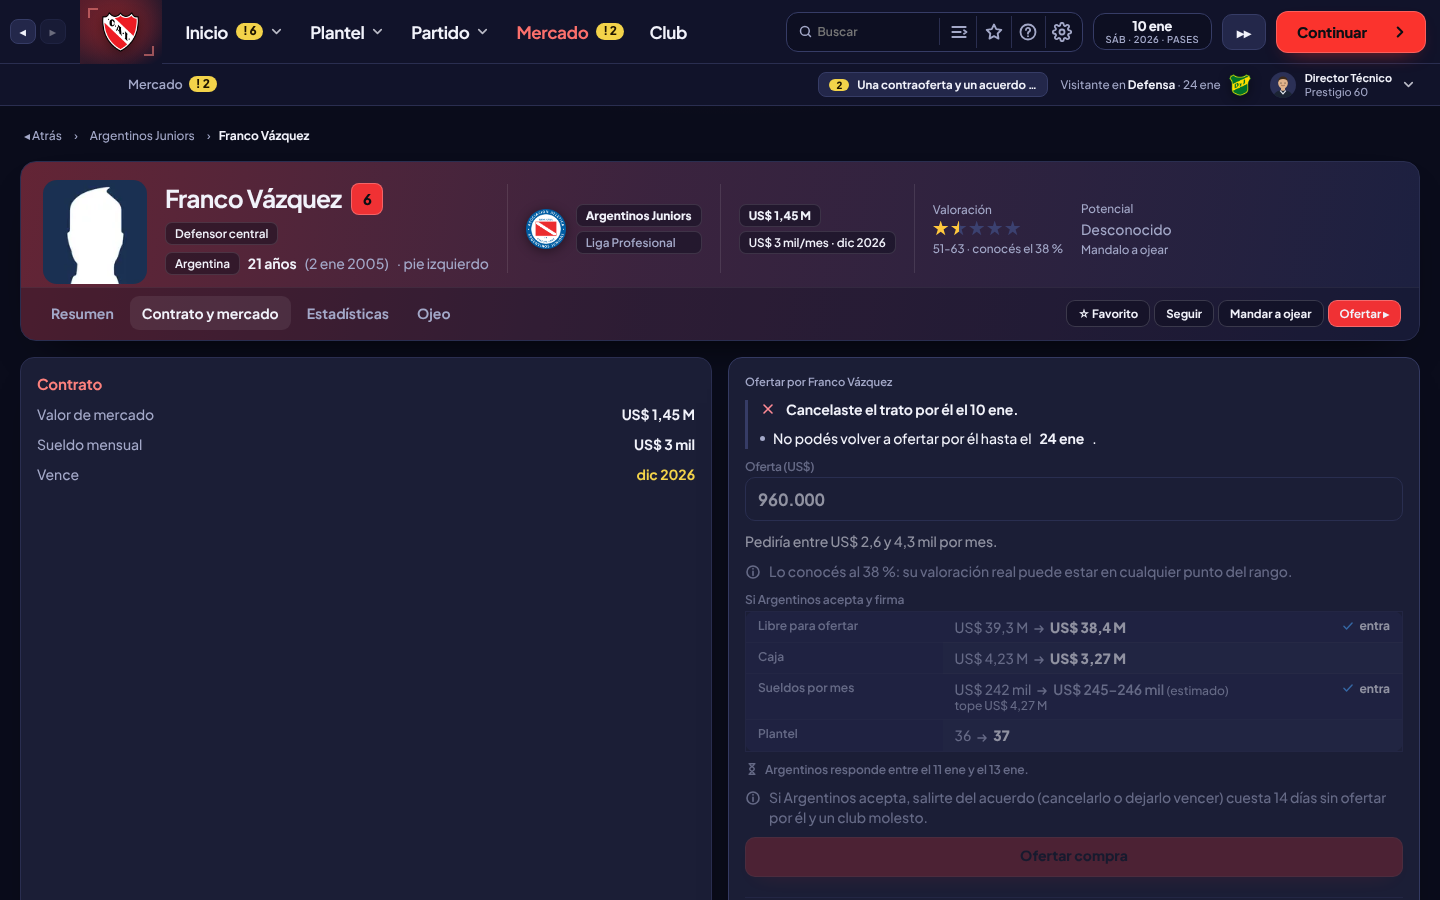 Inicio ! 6
Plantel
Partido
Mercado ! 2
Club
Buscar
10 ene
SÁB · 2026 · PASES
Continuar
Mercado ! 2
2 Una contraoferta y un acuerdo ...
Visitante en Defensa · 24 ene
Director Técnico
Prestigio 60
Atrás › Argentinos Juniors › Franco Vázquez
Franco Vázquez 6
Defensor central
Argentina 21 años (2 ene 2005) · pie izquierdo
Argentinos Juniors
Liga Profesional
US$ 1,45 M
US$ 3 mil/mes · dic 2026
Valoración
51–63 · conocés el 38 %
Potencial
Desconocido
Mandalo a ojear
Resumen
Contrato y mercado
Estadísticas
Ojeo
☆ Favorito
Seguir
Mandar a ojear
Ofertar ▸
Contrato
Valor de mercado US$ 1,45 M
Sueldo mensual US$ 3 mil
Vence dic 2026
Ofertar por Franco Vázquez
Cancelaste el trato por él el 10 ene.
• No podés volver a ofertar por él hasta el 24 ene .
Oferta (US$)
960.000
Pediría entre US$ 2,6 y 4,3 mil por mes.
Lo conocés al 38 %: su valoración real puede estar en cualquier punto del rango.
Si Argentinos acepta y firma
Libre para ofertar US$ 39,3 M → US$ 38,4 M ✓ entra
Caja US$ 4,23 M → US$ 3,27 M
Sueldos por mes US$ 242 mil → US$ 245–246 mil (estimado) ✓ entra
tope US$ 4,27 M
Plantel 36 → 37
Argentinos responde entre el 11 ene y el 13 ene.
Si Argentinos acepta, salirte del acuerdo (cancelarlo o dejarlo vencer) cuesta 14 días sin ofertar
por él y un club molesto.
Ofertar compra